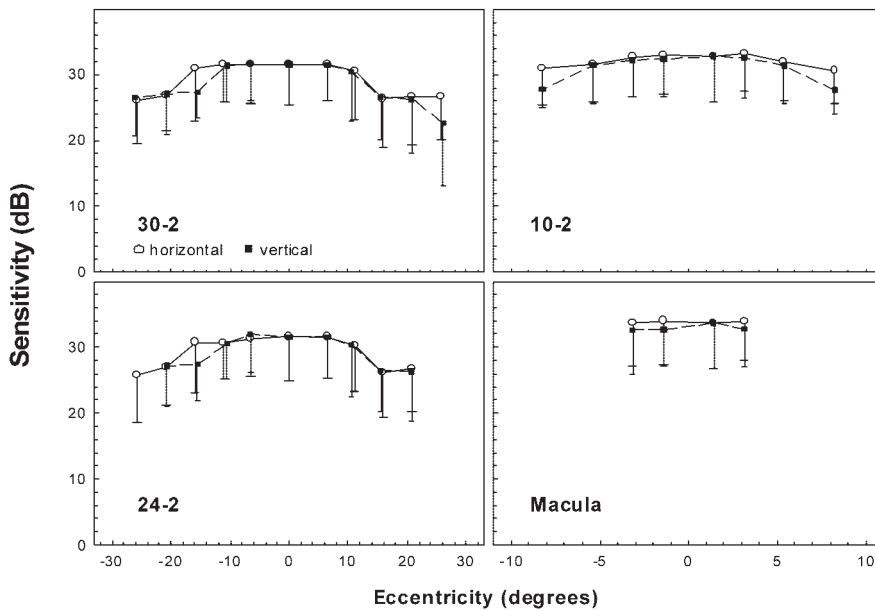 Sensitivity (dB)
30
20
10
0
30-2
horizontal vertical
10-2
30
20
10
0
24-2
Macula
-30 -20 -10 0 10 20 30
-10 -5 0 5 10
Eccentricity (degrees)